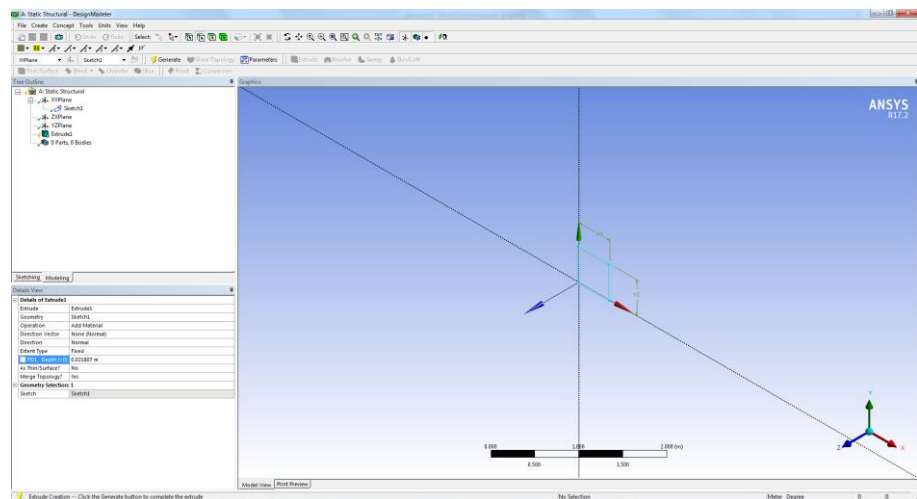 A: Static Structural - DesignModeler
File Create Concept Tools Units View Help
Undo Redo Select:
XYPlane Sketch1 Generate Share Topology Parameters Extrude Revolve Sweep Skin/Loft
Thin/Surface Blend Chamfer Slice Point Conversion
Tree Outline
Graphics
A: Static Structural
XYPlane
Sketch1
ZXPlane
YZPlane
Extrude1
0 Parts, 0 Bodies
ANSYS
R17.2
Sketching Modeling
Details View
Details of Extrude1
Extrude Extrude1
Geometry Sketch1
Operation Add Material
Direction Vector None (Normal)
Direction Normal
Extent Type Fixed
FD1, Depth (>0) 0.021007 m
As Thin/Surface? No
Merge Topology? Yes
Geometry Selection: 1
Sketch Sketch1
Y
Z
X
0.000 1.000 2.000 (m)
0.500 1.500
Model View Print Preview
Extrude Creation -- Click the Generate button to complete the extrude No Selection Meter Degree 0 0